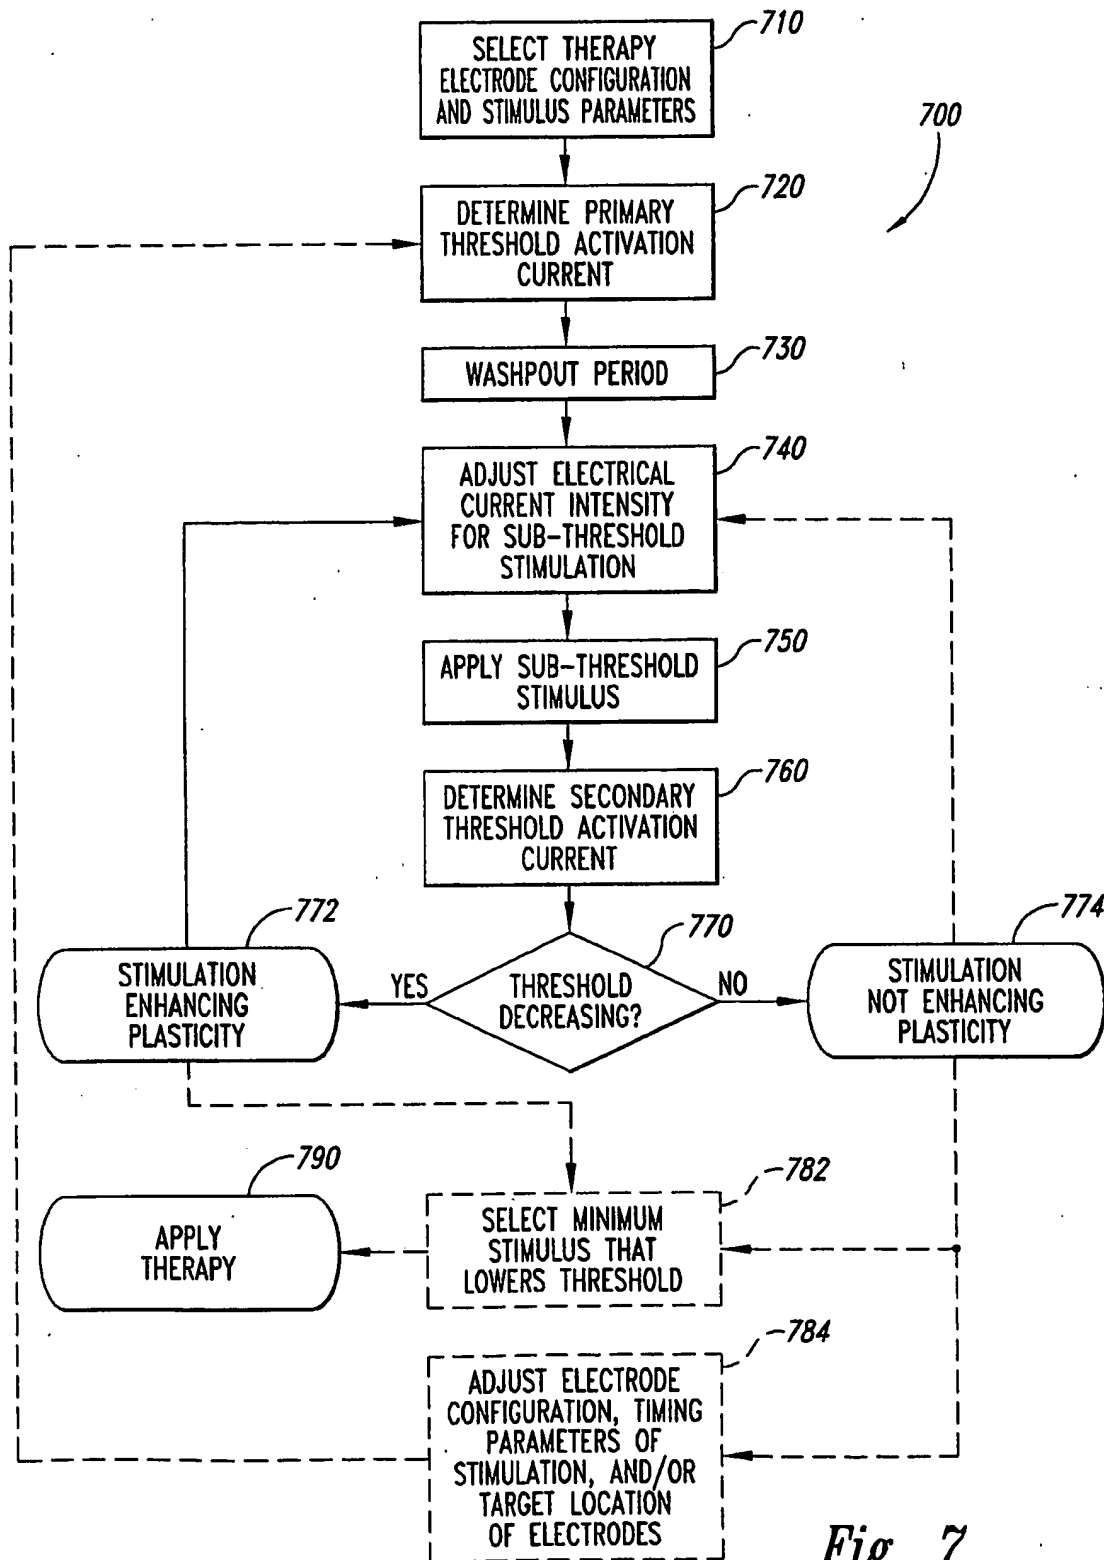 710
SELECT THERAPY
ELECTRODE CONFIGURATION
AND STIMULUS PARAMETERS
700
720
DETERMINE PRIMARY
THRESHOLD ACTIVATION
CURRENT
730
WASHPOUT PERIOD
740
ADJUST ELECTRICAL
CURRENT INTENSITY
FOR SUB-THRESHOLD
STIMULATION
750
APPLY SUB-THRESHOLD
STIMULUS
760
DETERMINE SECONDARY
THRESHOLD ACTIVATION
CURRENT
772
STIMULATION
ENHANCING
PLASTICITY
YES
770
THRESHOLD
DECREASING?
NO
774
STIMULATION
NOT ENHANCING
PLASTICITY
790
APPLY
THERAPY
782
SELECT MINIMUM
STIMULUS THAT
LOWERS THRESHOLD
784
ADJUST ELECTRODE
CONFIGURATION, TIMING
PARAMETERS OF
STIMULATION, AND/OR
TARGET LOCATION
OF ELECTRODES
Fig. 7